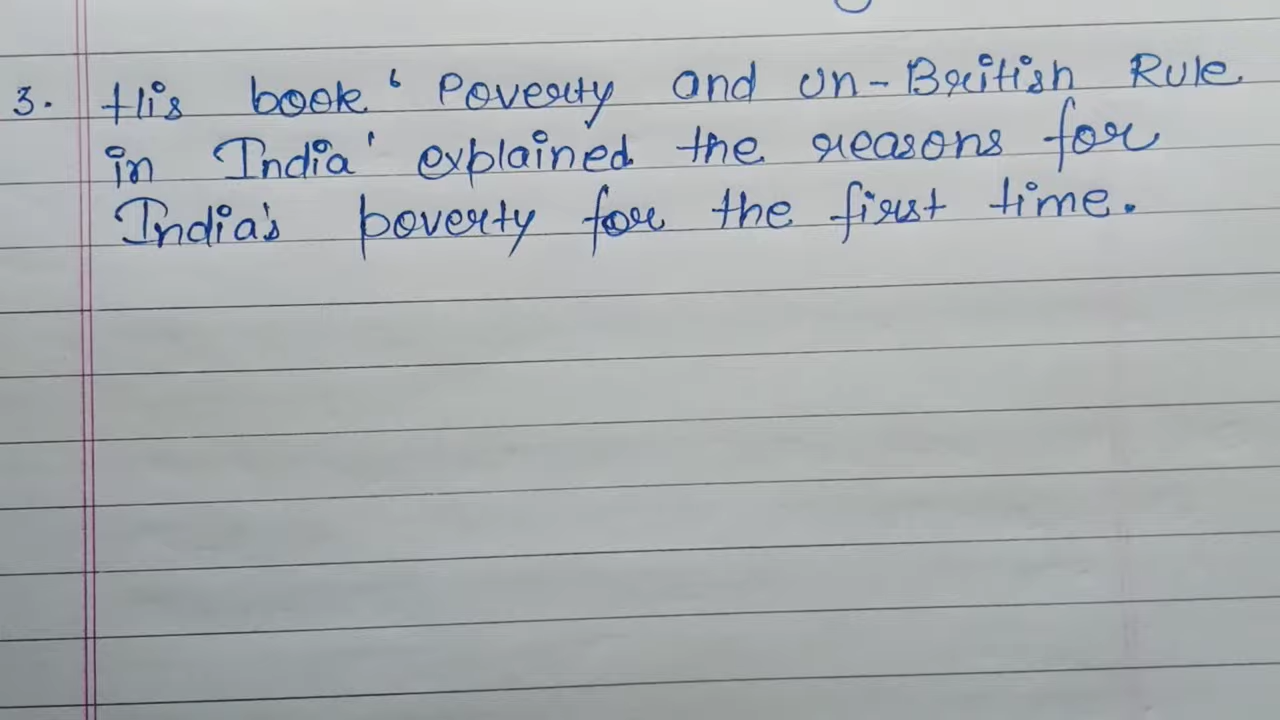 3. His book ‘Poverty and Un-British Rule
in India’ explained the reasons for
India's poverty for the first time.